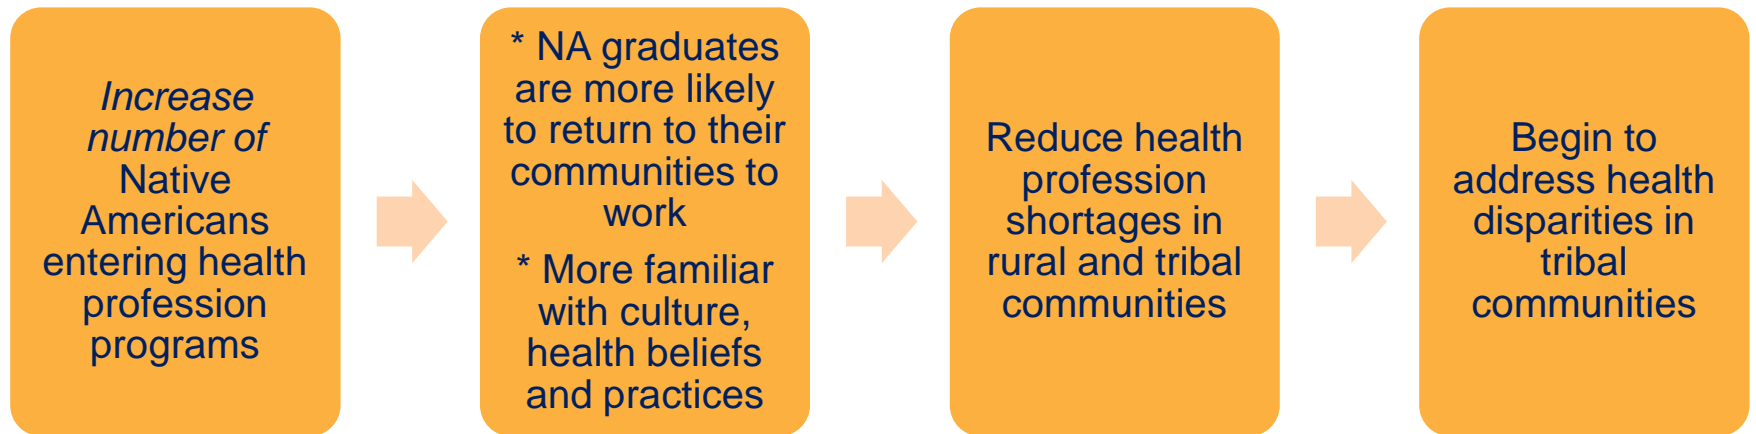 Increase
number of
Native
Americans
entering health
profession
programs
* NA graduates
are more likely
to return to their
communities to
work
* More familiar
with culture,
health beliefs
and practices
Reduce health
profession
shortages in
rural and tribal
communities
Begin to
address health
disparities in
tribal
communities